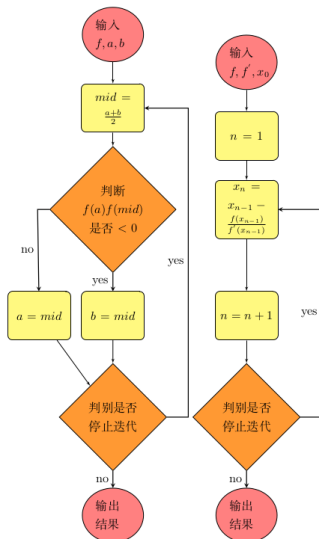 输入
f, a, b
mid =
a+b
2
判断
f(a)f(mid)
是否 < 0
no
yes
yes
a = mid
b = mid
判别是否
停止迭代
no
输出
结果
输入
f, f′, x₀
n = 1
xₙ =
xₙ₋₁ −
f(xₙ₋₁)
f′(xₙ₋₁)
n = n + 1
yes
判别是否
停止迭代
no
输出
结果